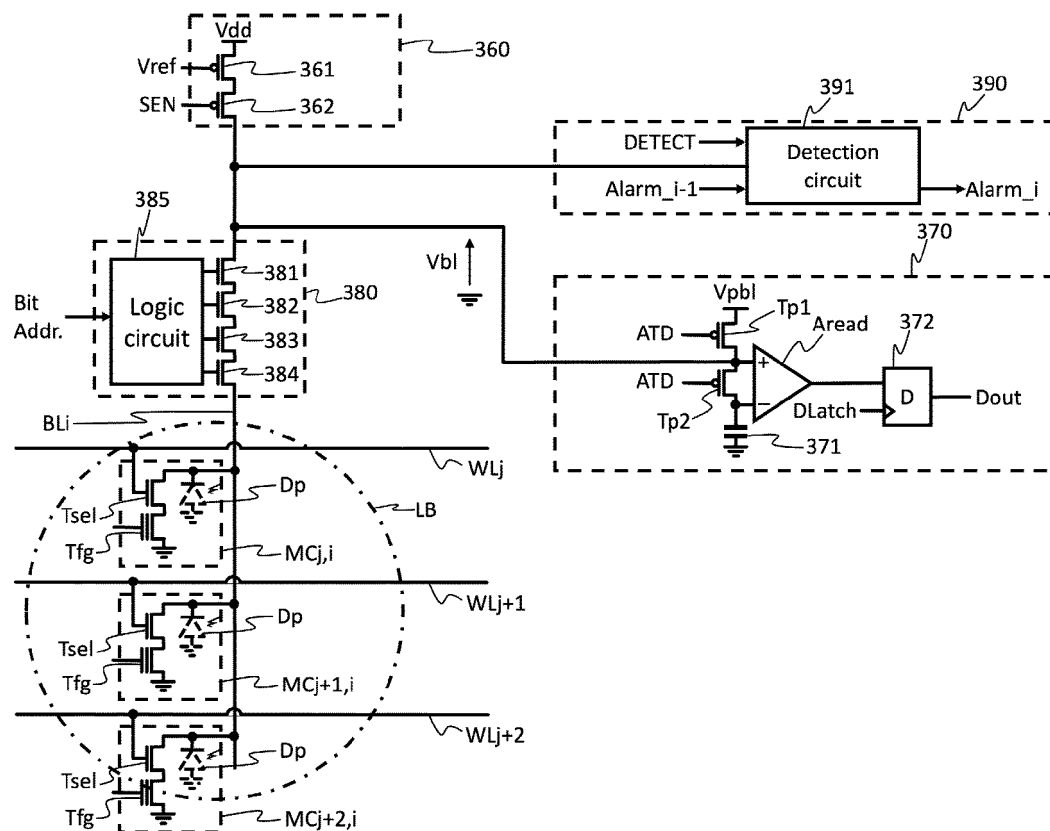 Vdd
360
Vref
361
SEN
362
391
390
DETECT
Detection
circuit
Alarm_i-1
Alarm_i
385
370
381
Vbl
382
380
Bit
Addr.
Logic
circuit
383
384
Vpbl
Tp1
ATD
Aread
372
+
ATD
−
D
Dout
Tp2
DLatch
371
BLi
WLj
Dp
Tsel
LB
Tfg
MCj,i
WLj+1
Dp
Tsel
Tfg
MCj+1,i
WLj+2
Dp
Tsel
Tfg
MCj+2,i